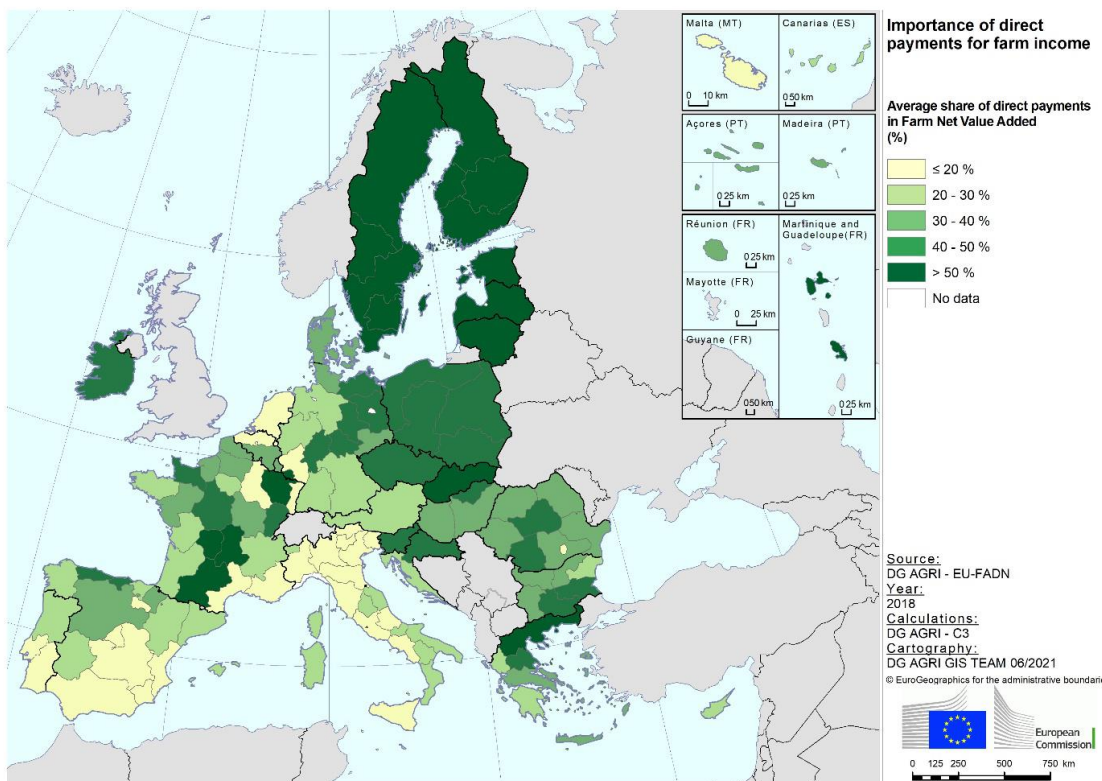 Importance of direct
payments for farm income
Average share of direct payments
in Farm Net Value Added
(%)
≤ 20 %
20 - 30 %
30 - 40 %
40 - 50 %
> 50 %
No data
Malta (MT)
0 10 km
Canarias (ES)
0 50 km
Açores (PT)
0 25 km
Madeira (PT)
0 25 km
Réunion (FR)
0 25 km
Mayotte (FR)
0 25 km
Guyane (FR)
0 50 km
Martinique and
Guadeloupe(FR)
0 25 km
Source:
DG AGRI - EU-FADN
Year:
2018
Calculations:
DG AGRI - C3
Cartography:
DG AGRI GIS TEAM 06/2021
© EuroGeographics for the administrative boundarie
European
Commission
0 125 250 500 750 km